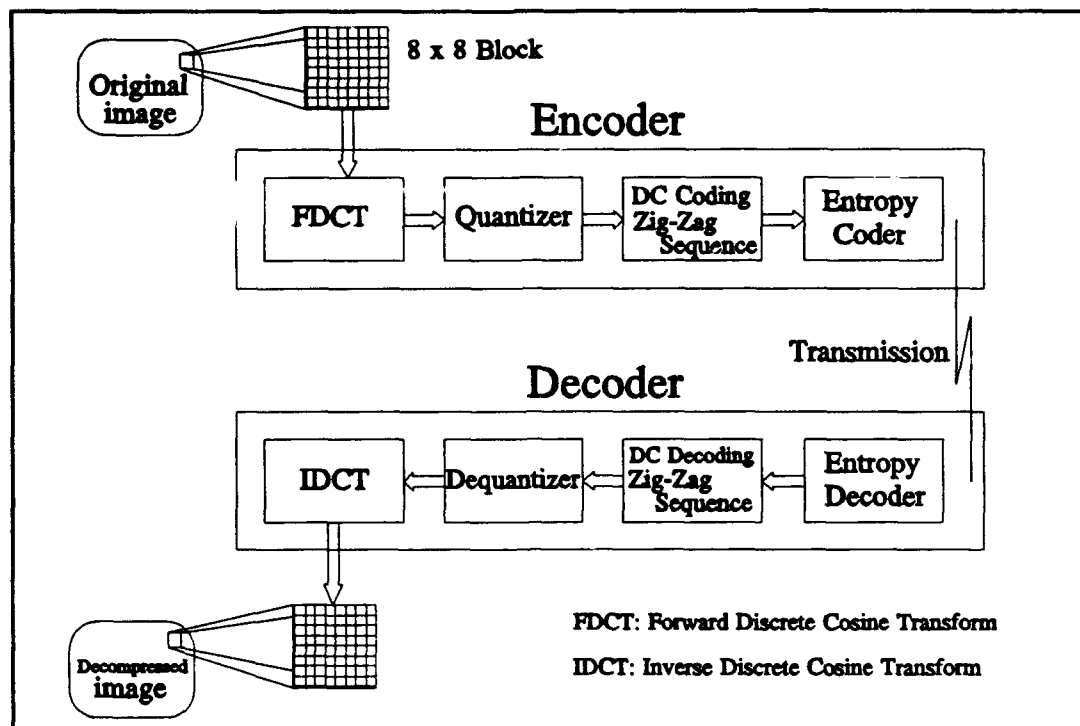 8 x 8 Block
Original
image
Encoder
FDCT
Quantizer
DC Coding
Zig-Zag
Sequence
Entropy
Coder
Transmission
Decoder
IDCT
Dequantizer
DC Decoding
Zig-Zag
Sequence
Entropy
Decoder
Decompressed
image
FDCT: Forward Discrete Cosine Transform
IDCT: Inverse Discrete Cosine Transform